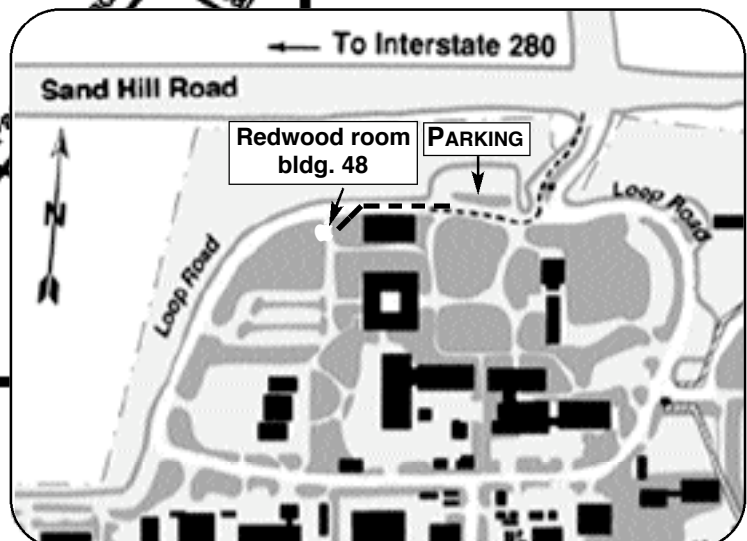 To Interstate 280
Sand Hill Road
Redwood room
bldg. 48
PARKING
Loop Road
N
Loop Road